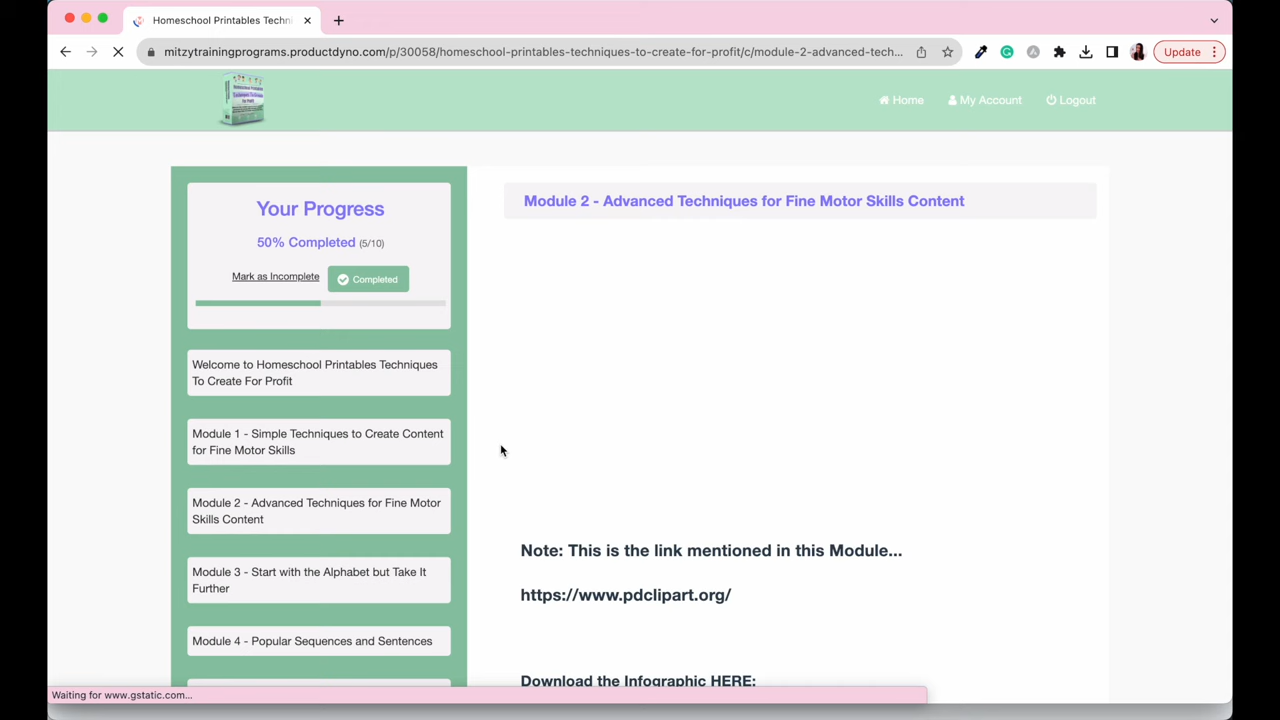 Homeschool Printables Techni
mitzytrainingprograms.productdyno.com/p/30058/homeschool-printables-techniques-to-create-for-profit/c/module-2-advanced-tech...
Update
Home
My Account
Logout
Your Progress
50% Completed (5/10)
Mark as Incomplete
Completed
Welcome to Homeschool Printables Techniques
To Create For Profit
Module 1 - Simple Techniques to Create Content
for Fine Motor Skills
Module 2 - Advanced Techniques for Fine Motor
Skills Content
Module 3 - Start with the Alphabet but Take It
Further
Module 4 - Popular Sequences and Sentences
Module 2 - Advanced Techniques for Fine Motor Skills Content
Note: This is the link mentioned in this Module...
https://www.pdclipart.org/
Download the Infographic HERE:
Waiting for www.gstatic.com...